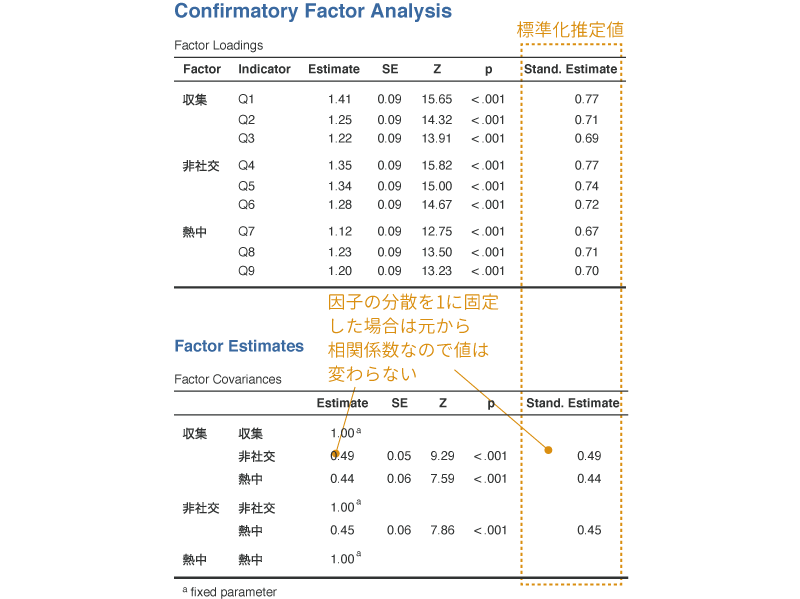 Confirmatory Factor Analysis
標準化推定値
Factor Loadings
Factor Indicator Estimate SE Z p Stand. Estimate
収集 Q1 1.41 0.09 15.65 < .001 0.77
Q2 1.25 0.09 14.32 < .001 0.71
Q3 1.22 0.09 13.91 < .001 0.69
非社交 Q4 1.35 0.09 15.82 < .001 0.77
Q5 1.34 0.09 15.00 < .001 0.74
Q6 1.28 0.09 14.67 < .001 0.72
熱中 Q7 1.12 0.09 12.75 < .001 0.67
Q8 1.23 0.09 13.50 < .001 0.71
Q9 1.20 0.09 13.23 < .001 0.70
因子の分散を1に固定
した場合は元から
相関係数なので値は
変わらない
Factor Estimates
Factor Covariances
Estimate SE Z p Stand. Estimate
収集 収集 1.00 a
非社交 0.49 0.05 9.29 < .001 0.49
熱中 0.44 0.06 7.59 < .001 0.44
非社交 非社交 1.00 a
熱中 0.45 0.06 7.86 < .001 0.45
熱中 熱中 1.00 a
a fixed parameter